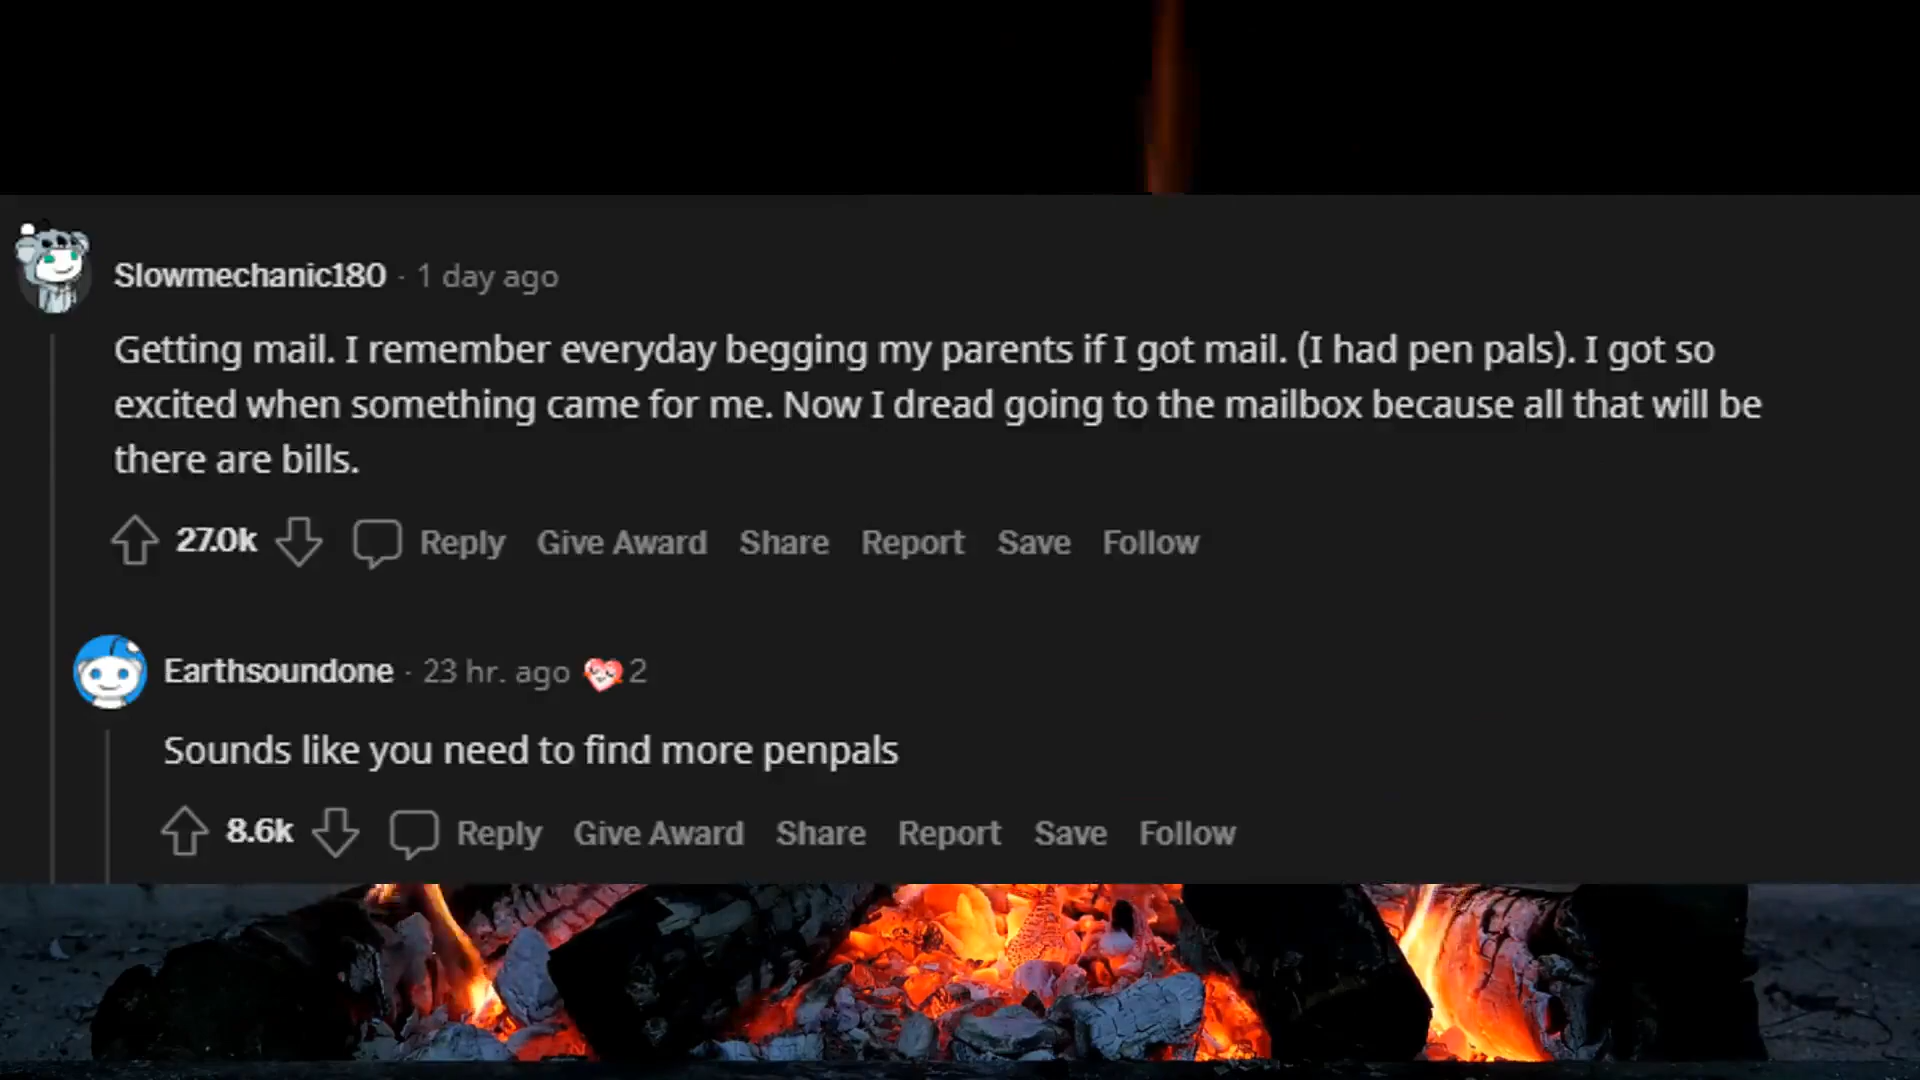 Slowmechanic180 · 1 day ago
Getting mail. I remember everyday begging my parents if I got mail. (I had pen pals). I got so
excited when something came for me. Now I dread going to the mailbox because all that will be
there are bills.
27.0k Reply Give Award Share Report Save Follow
Earthsoundone · 23 hr. ago 2
Sounds like you need to find more penpals
8.6k Reply Give Award Share Report Save Follow